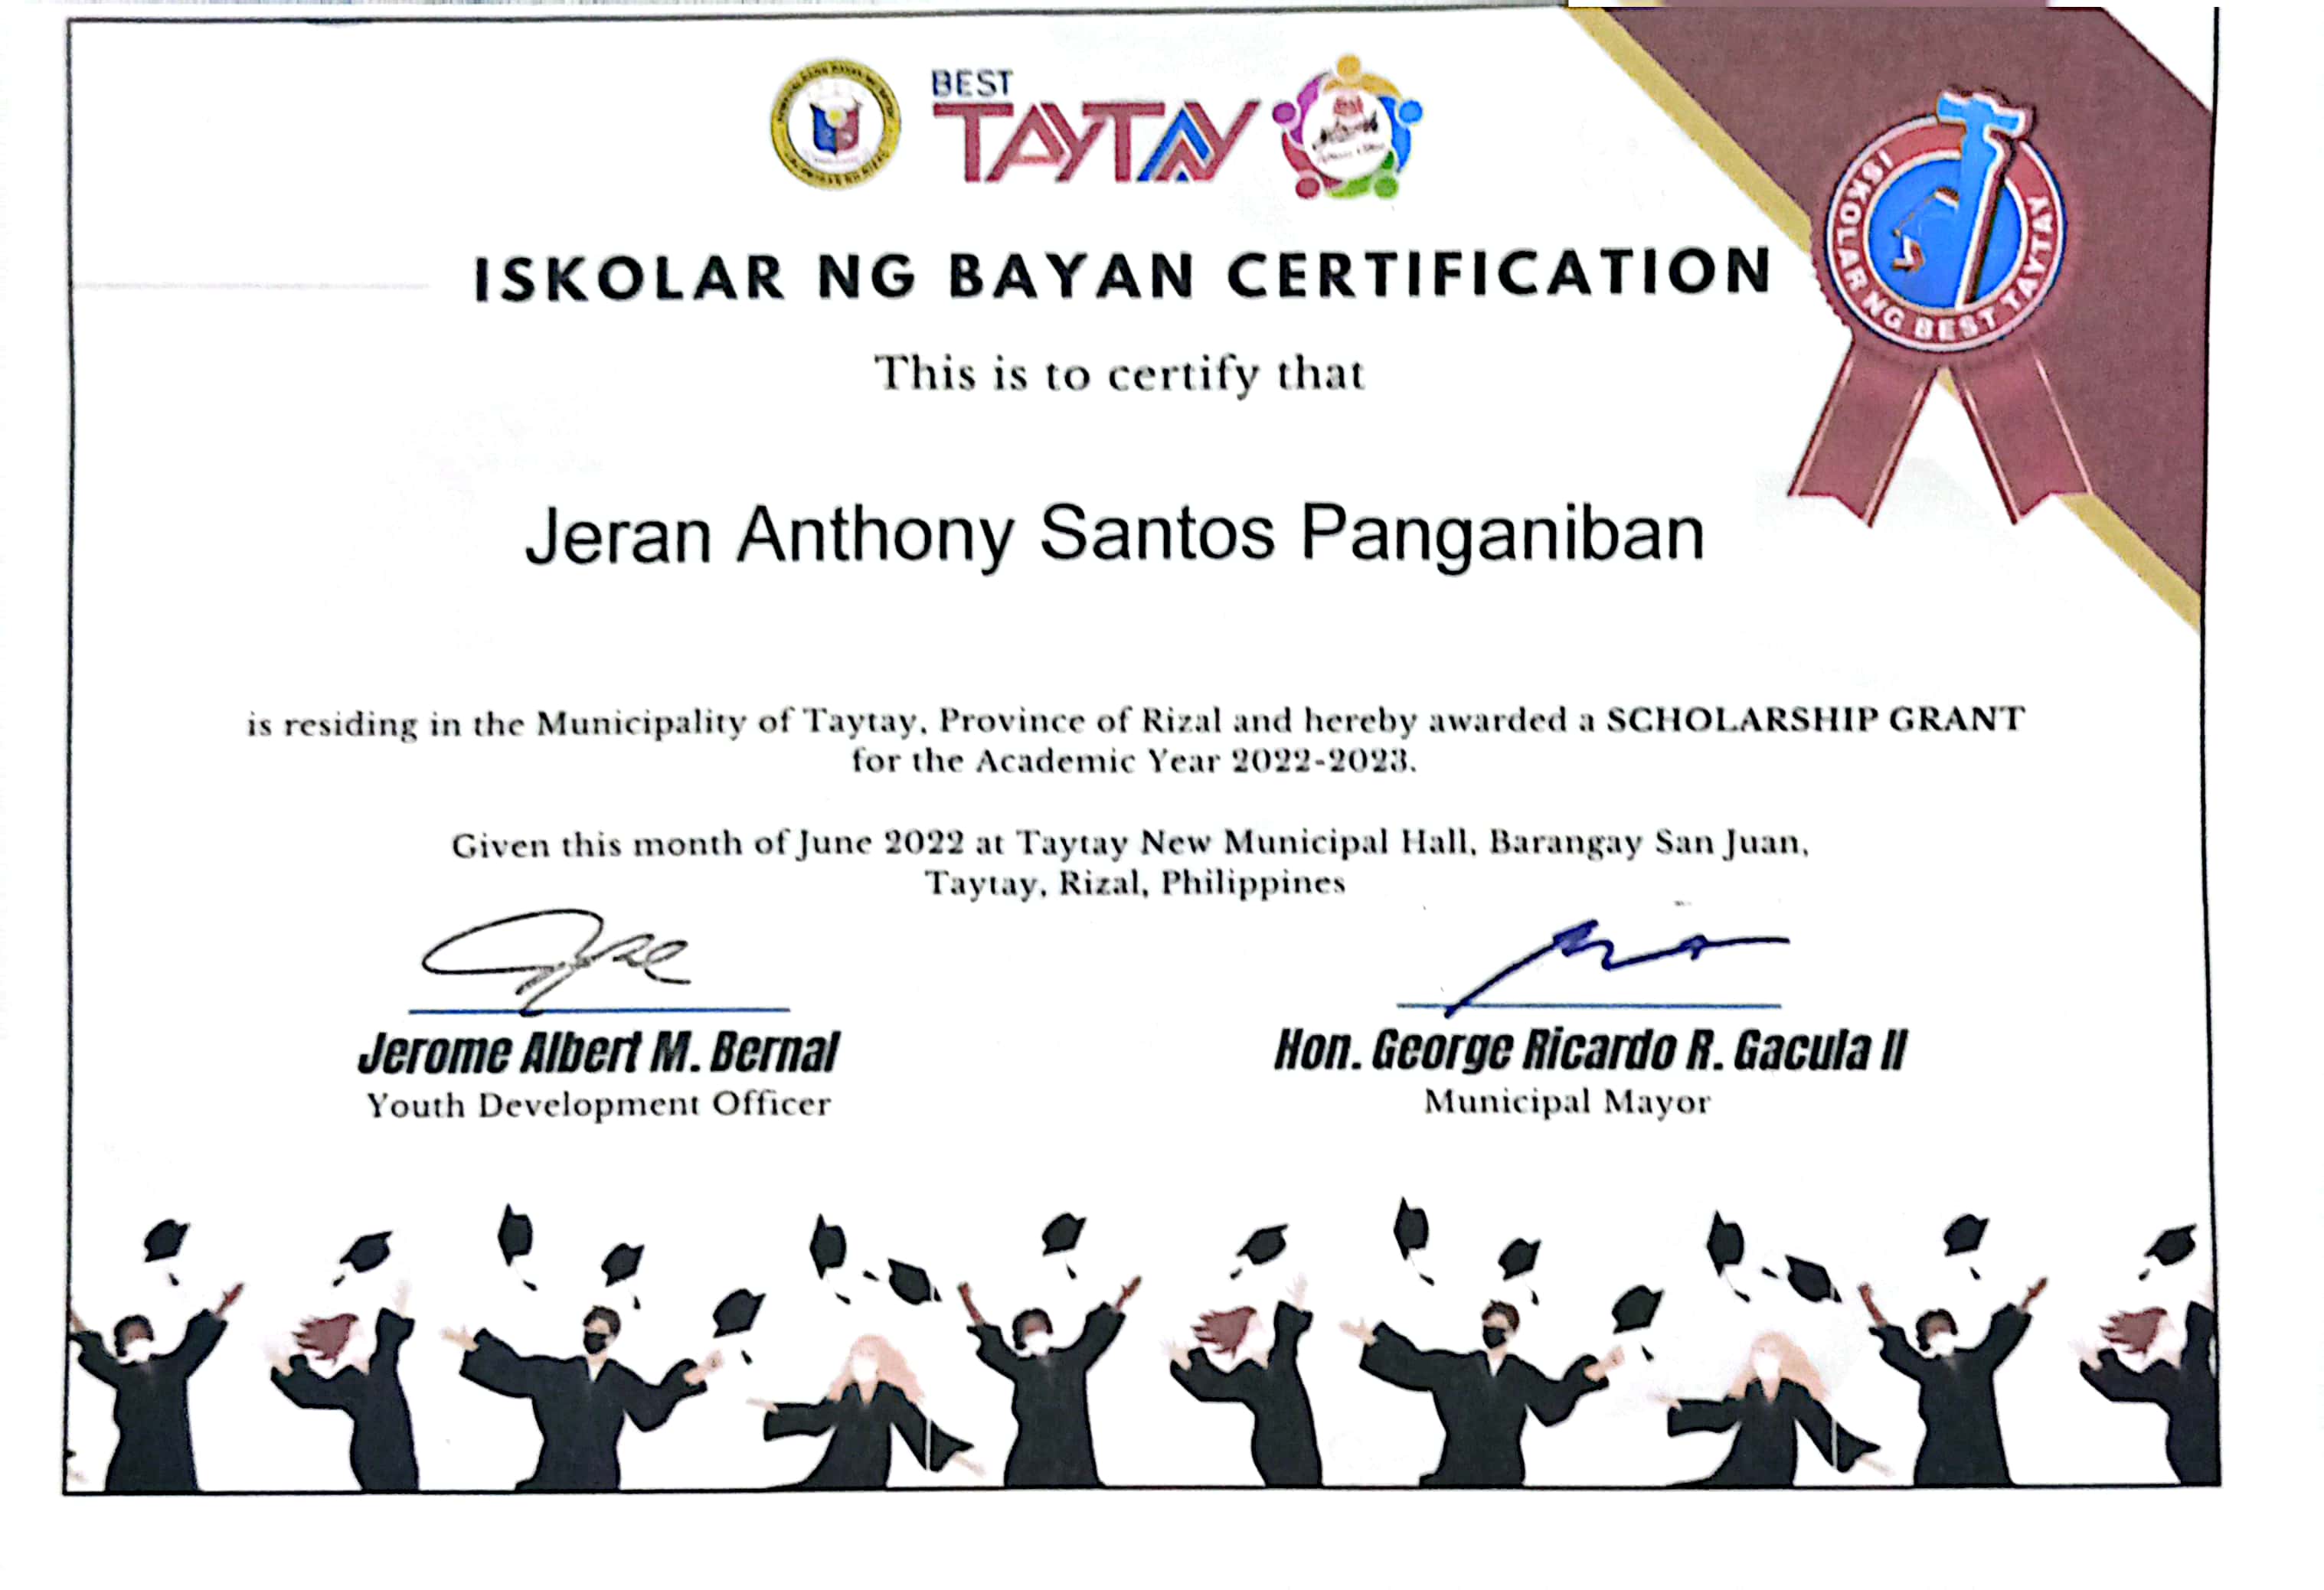 BEST
TAYTAY
ISKOLAR NG BEST TAYTAY
ISKOLAR NG BAYAN CERTIFICATION
This is to certify that
Jeran Anthony Santos Panganiban
is residing in the Municipality of Taytay, Province of Rizal and hereby awarded a SCHOLARSHIP GRANT
for the Academic Year 2022-2023.
Given this month of June 2022 at Taytay New Municipal Hall, Barangay San Juan,
Taytay, Rizal, Philippines
Jerome Albert M. Bernal
Youth Development Officer
Hon. George Ricardo R. Gacula II
Municipal Mayor